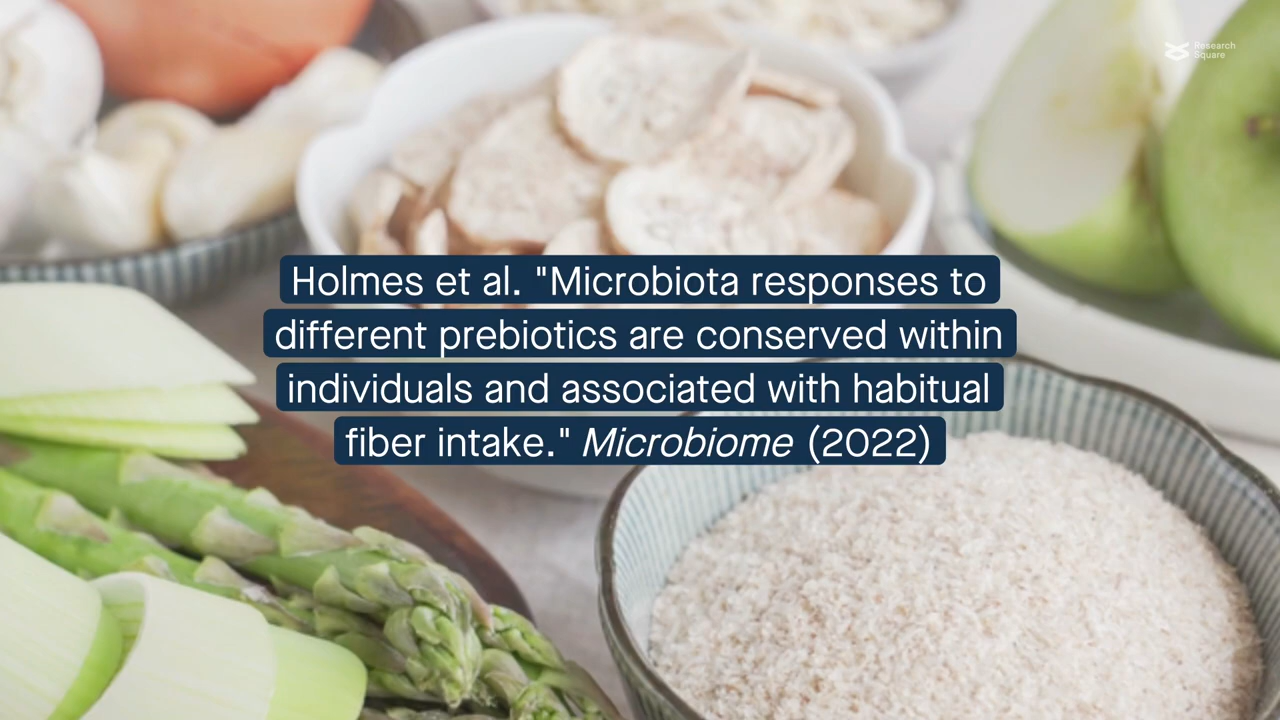 Research
Square
Holmes et al. "Microbiota responses to
different prebiotics are conserved within
individuals and associated with habitual
fiber intake." Microbiome (2022)